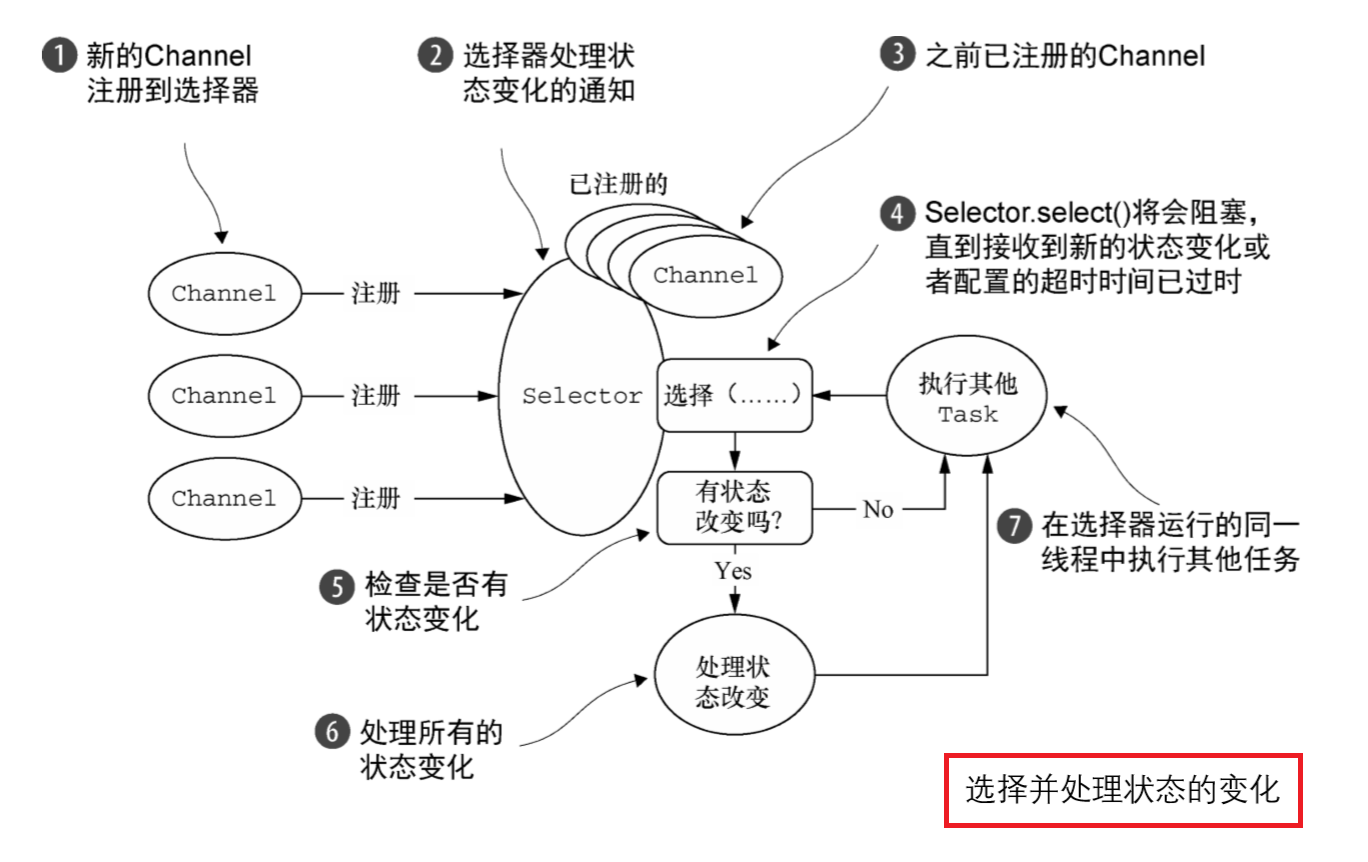 1 新的Channel
注册到选择器
2 选择器处理状
态变化的通知
3 之前已注册的Channel
已注册的
4 Selector.select()将会阻塞，
直到接收到新的状态变化或
者配置的超时时间已过时
Channel
Channel
注册
Channel
注册
Selector
选择（……）
执行其他
Task
Channel
注册
有状态
改变吗？
No
7 在选择器运行的同一
线程中执行其他任务
Yes
5 检查是否有
状态变化
处理状
态改变
6 处理所有的
状态变化
选择并处理状态的变化